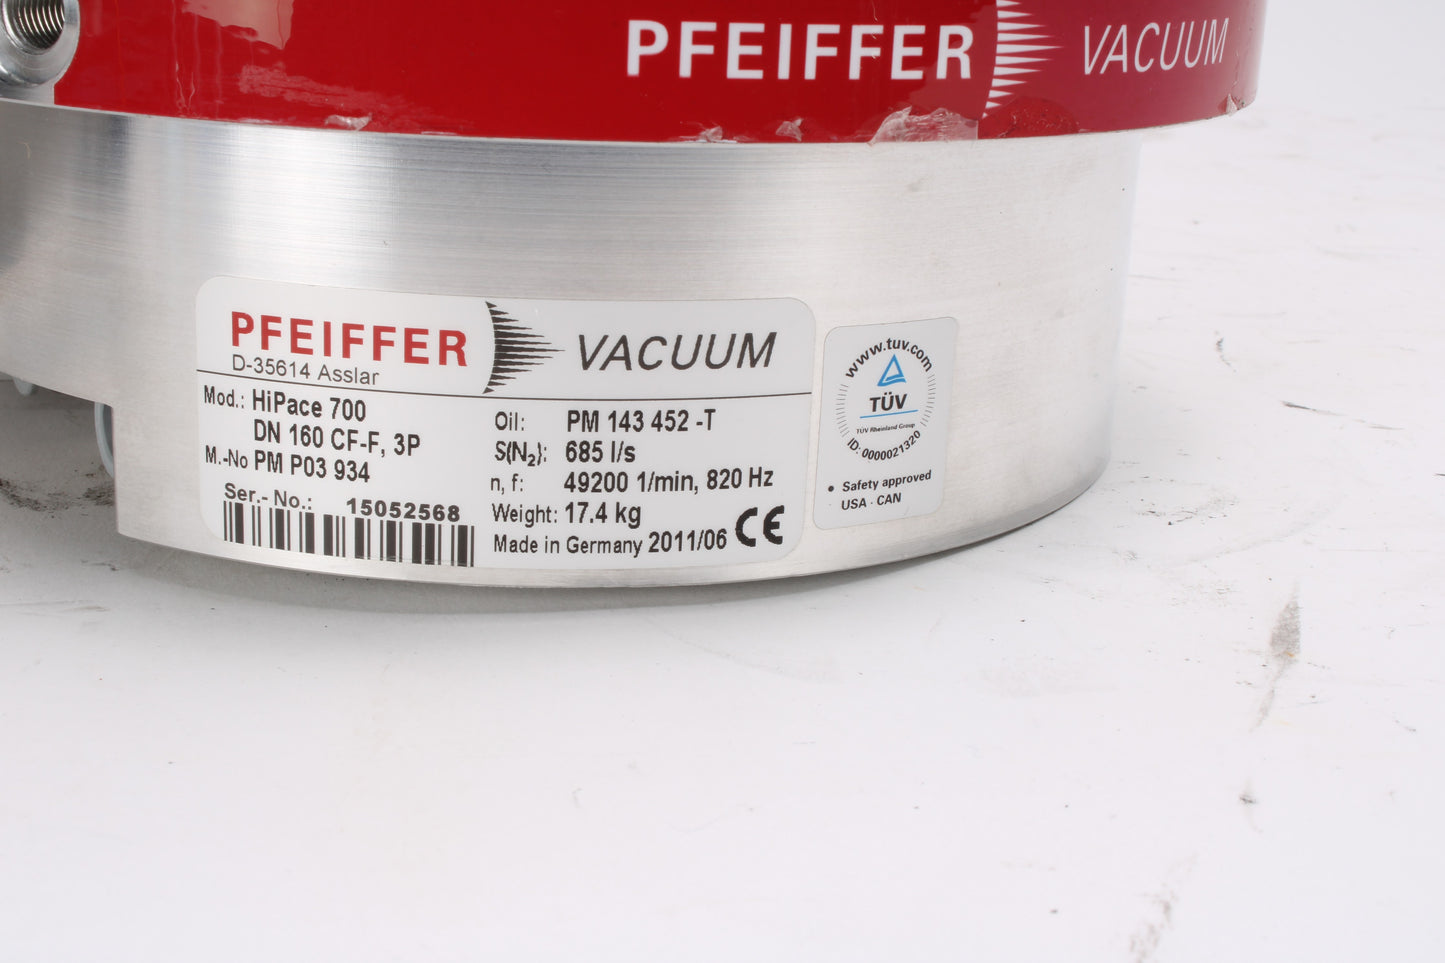 PFEIFFER VACUUM
PFEIFFER VACUUM
D-35614 Asslar
Mod.: HiPace 700
DN 160 CF-F, 3P
M.-No PM P03 934
Ser.- No.: 15052568
Oil: PM 143 452 -T
S(N₂): 685 l/s
n, f: 49200 1/min, 820 Hz
Weight: 17.4 kg
Made in Germany 2011/06 CE
www.tuv.com
TÜV
TÜV Rheinland Group
ID: 0000021320
• Safety approved
USA · CAN